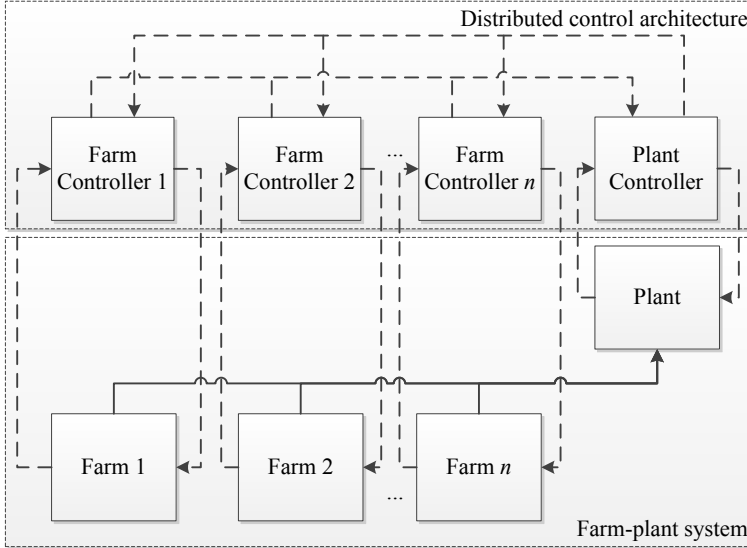 Distributed control architecture
Farm
Controller 1
Farm
Controller 2
...
Farm
Controller n
Plant
Controller
Plant
Farm 1
Farm 2
...
Farm n
Farm-plant system